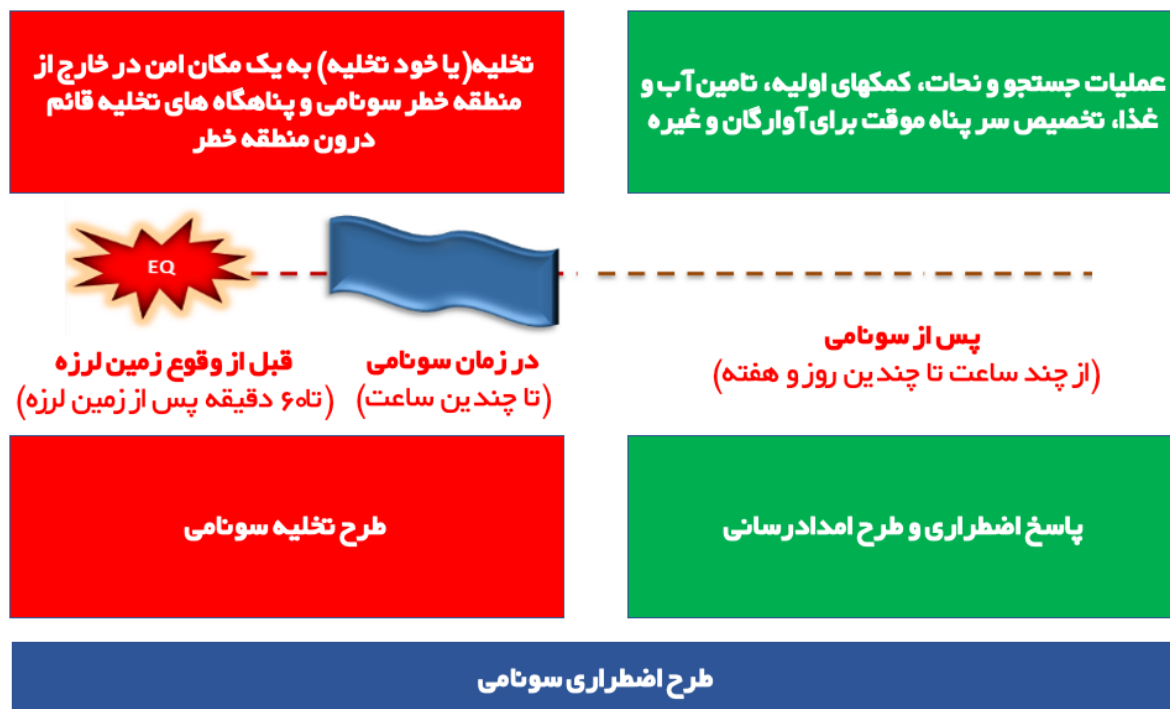 تخلیه(یا خود تخلیه) به یک مکان امن در خارج از
منطقه خطر سونامی و پناهگاه های تخلیه قائم
درون منطقه خطر
عملیات جستجو و نحات، کمکهای اولیه، تامین آب و
غذا، تخصیص سر پناه موقت برای آوارگان و غیره
EQ
قبل از وقوع زمین لرزه
(تا۶۰ دقیقه پس از زمین لرزه)
در زمان سونامی
(تا چندین ساعت)
پس از سونامی
(از چند ساعت تا چندین روز و هفته)
طرح تخلیه سونامی
پاسخ اضطراری و طرح امدادرسانی
طرح اضطراری سونامی